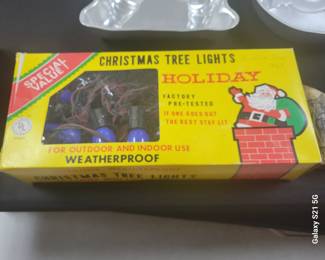 CHRISTMAS TREE LIGHTS
SPECIAL
VALUE!
HOLIDAY
FACTORY
PRE-TESTED
IF ONE GOES OUT
THE REST STAY LIT
UL
FOR OUTDOOR AND INDOOR USE
WEATHERPROOF
CHRISTMAS TREE LIGHTS
Galaxy S21 5G